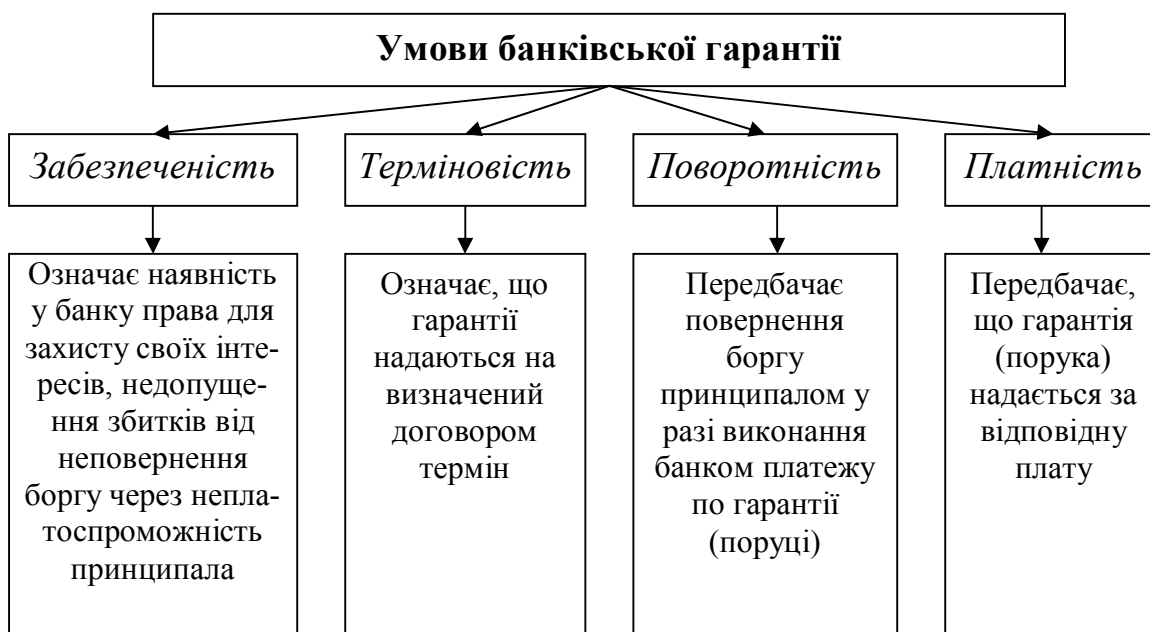 Умови банківської гарантії
Забезпеченість
Терміновість
Поворотність
Платність
Означає наявність
у банку права для
захисту своїх інте-
ресів, недопуще-
ння збитків від
неповернення
боргу через непла-
тоспроможність
принципала
Означає, що
гарантії
надаються на
визначений
договором
термін
Передбачає
повернення
боргу
принципалом у
разі виконання
банком платежу
по гарантії
(поруці)
Передбачає,
що гарантія
(порука)
надається за
відповідну
плату